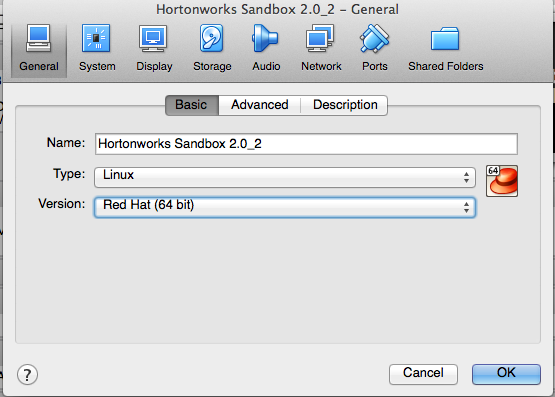 Hortonworks Sandbox 2.0_2 – General
General System Display Storage Audio Network Ports Shared Folders
Basic Advanced Description
Name: Hortonworks Sandbox 2.0_2
Type: Linux 64
Version: Red Hat (64 bit)
? Cancel OK